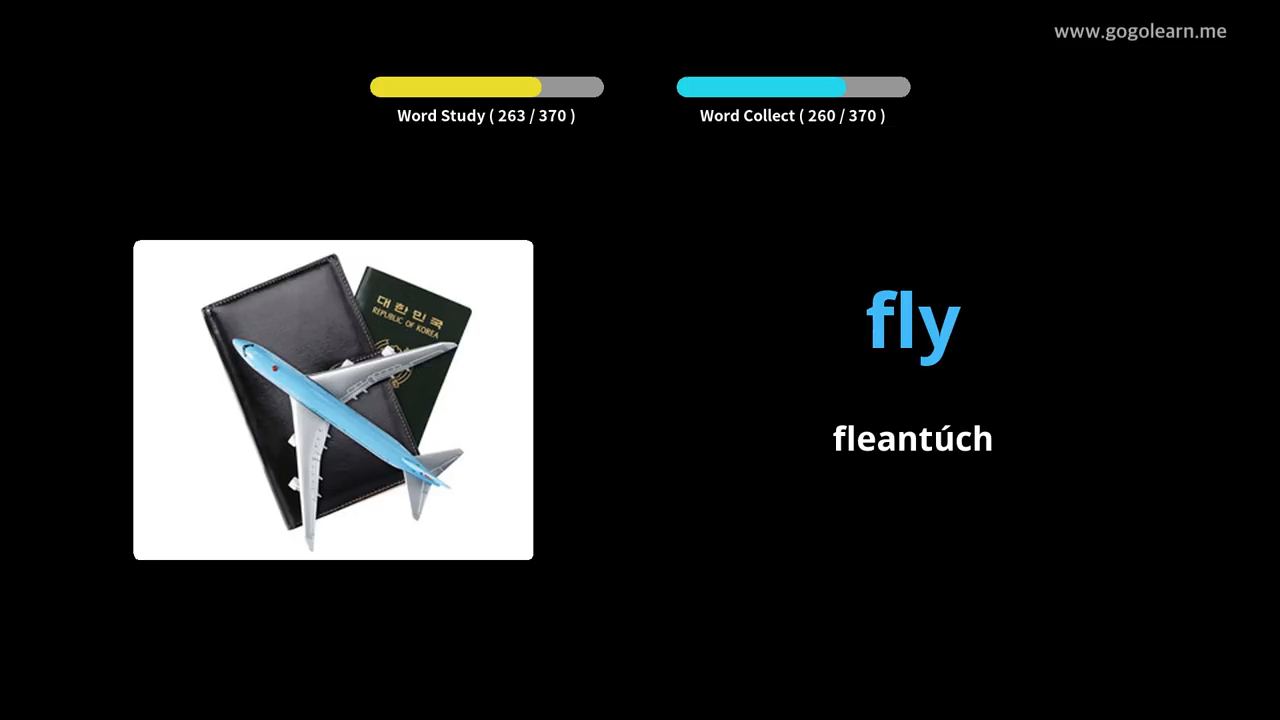 www.gogolearn.me
Word Study ( 263 / 370 )
Word Collect ( 260 / 370 )
대한민국
REPUBLIC OF KOREA
fly
fleantúch